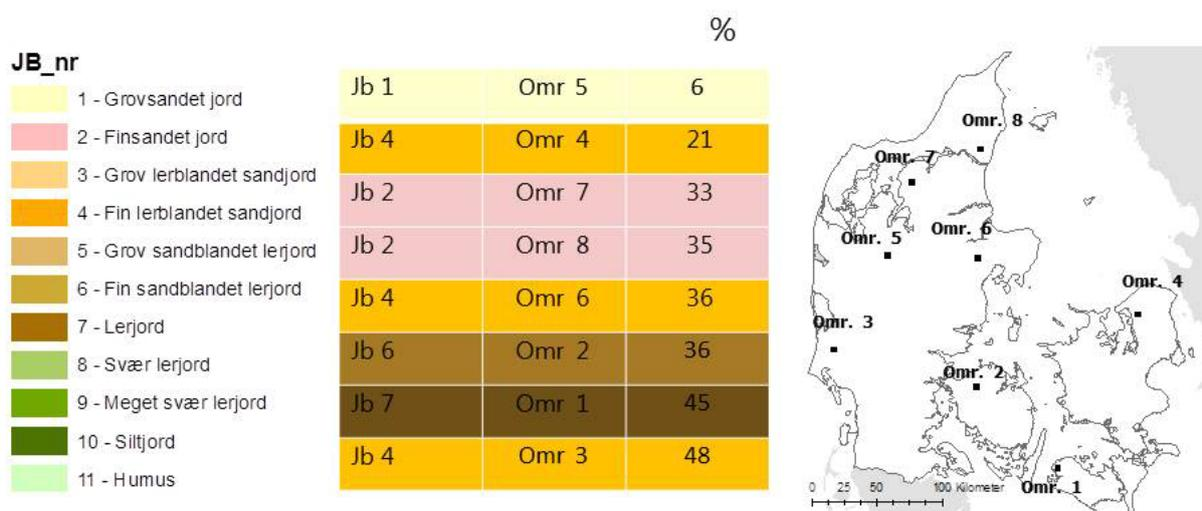 JB_nr
1 - Grovsandet jord
2 - Finsandet jord
3 - Grov lerblandet sandjord
4 - Fin lerblandet sandjord
5 - Grov sandblandet lerjord
6 - Fin sandblandet lerjord
7 - Lerjord
8 - Svær lerjord
9 - Meget svær lerjord
10 - Siltjord
11 - Humus
%
Jb 1 Omr 5 6
Jb 4 Omr 4 21
Jb 2 Omr 7 33
Jb 2 Omr 8 35
Jb 4 Omr 6 36
Jb 6 Omr 2 36
Jb 7 Omr 1 45
Jb 4 Omr 3 48
Omr. 8
Omr. 7
Omr. 6
Omr. 5
Omr. 4
Omr. 3
Omr. 2
Omr. 1
0 25 50 100 Kilometer